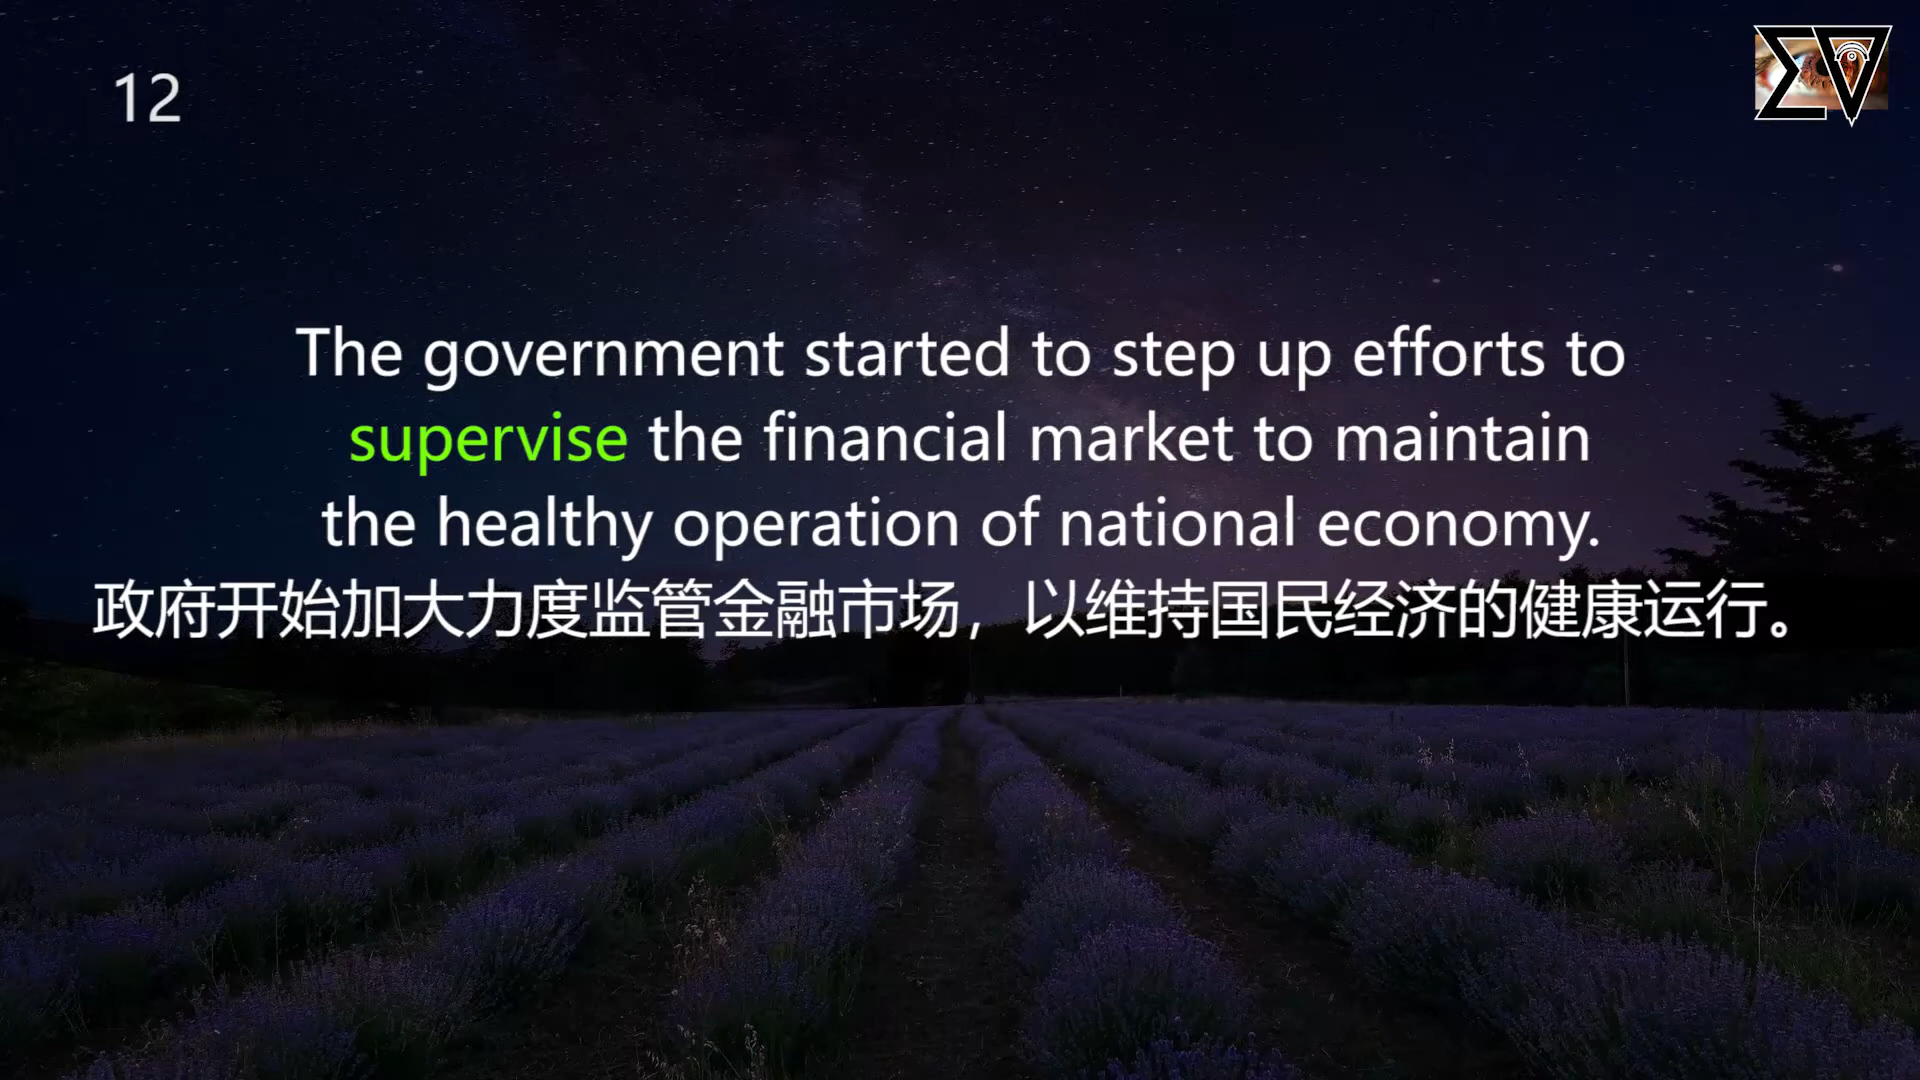 12
The government started to step up efforts to
supervise the financial market to maintain
the healthy operation of national economy.
政府开始加大力度监管金融市场，以维持国民经济的健康运行。